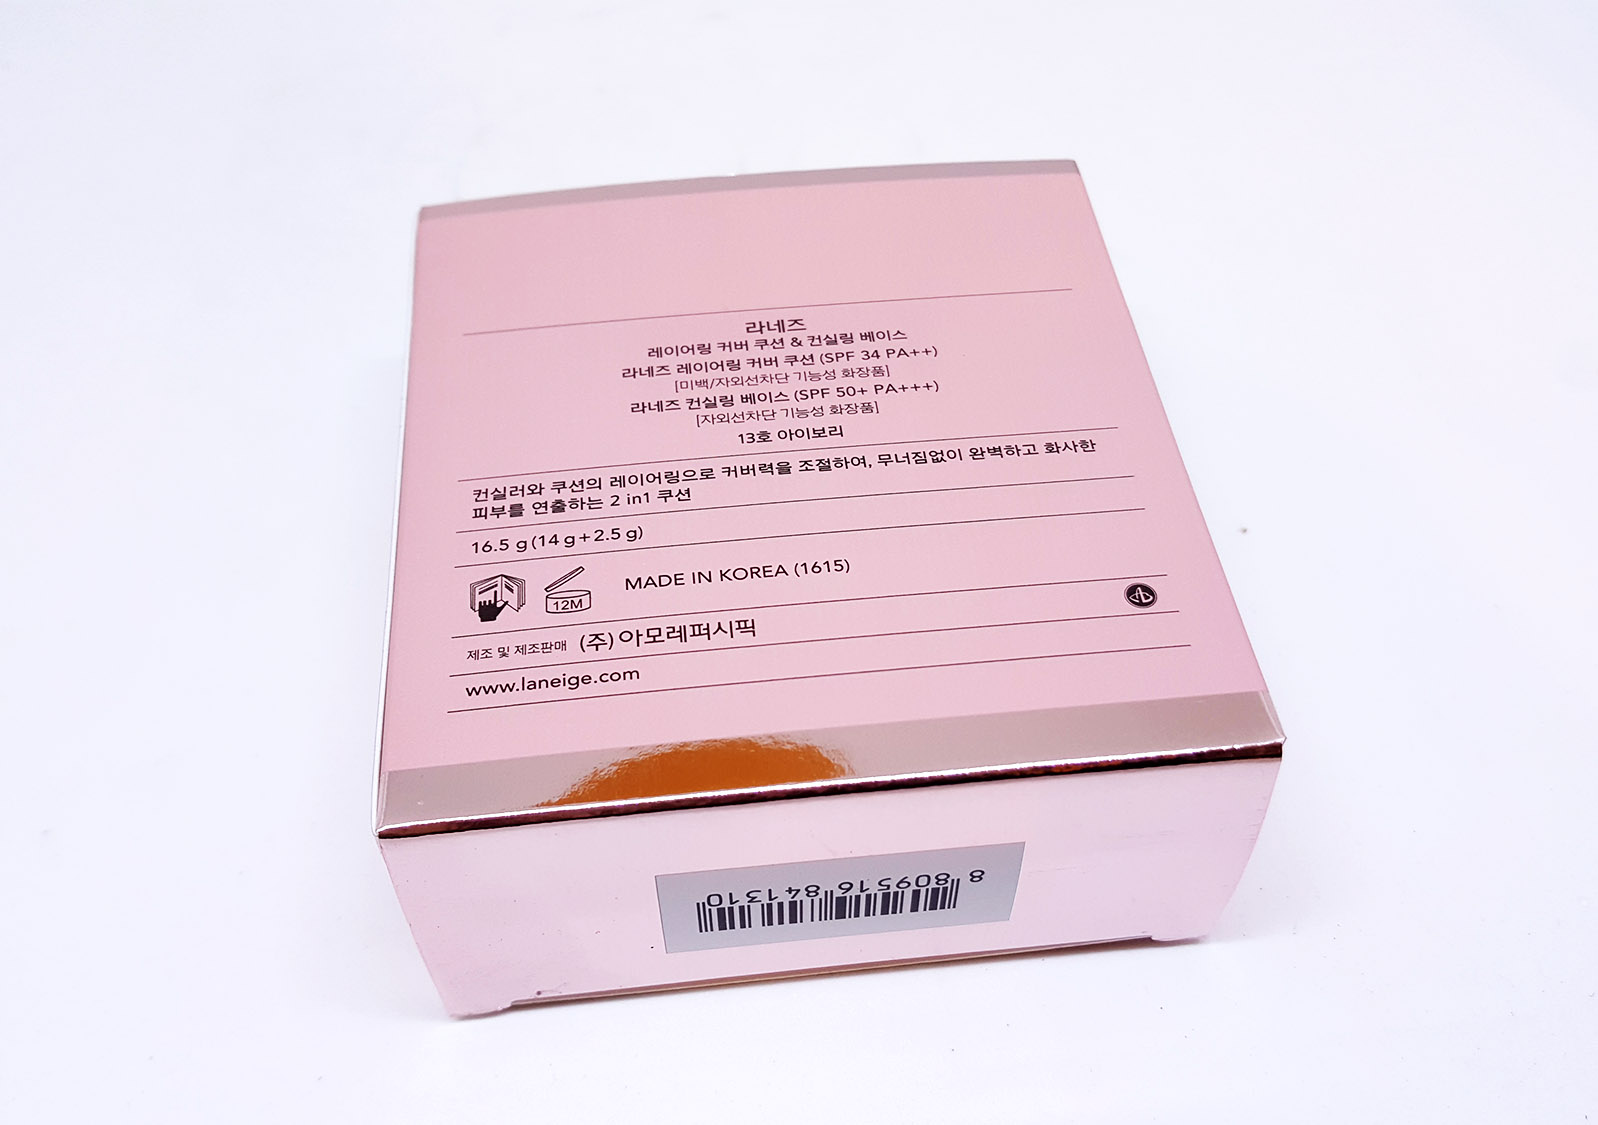 라네즈
레이어링 커버 쿠션 & 컨실링 베이스
라네즈 레이어링 커버 쿠션 (SPF 34 PA++)
[미백/자외선차단 기능성 화장품]
라네즈 컨실링 베이스 (SPF 50+ PA+++)
[자외선차단 기능성 화장품]
13호 아이보리
컨실러와 쿠션의 레이어링으로 커버력을 조절하여, 무너짐없이 완벽하고 화사한
피부를 연출하는 2 in1 쿠션
16.5 g (14 g + 2.5 g)
12M
MADE IN KOREA (1615)
제조 및 제조판매 (주)아모레퍼시픽
www.laneige.com
8 809516 841310